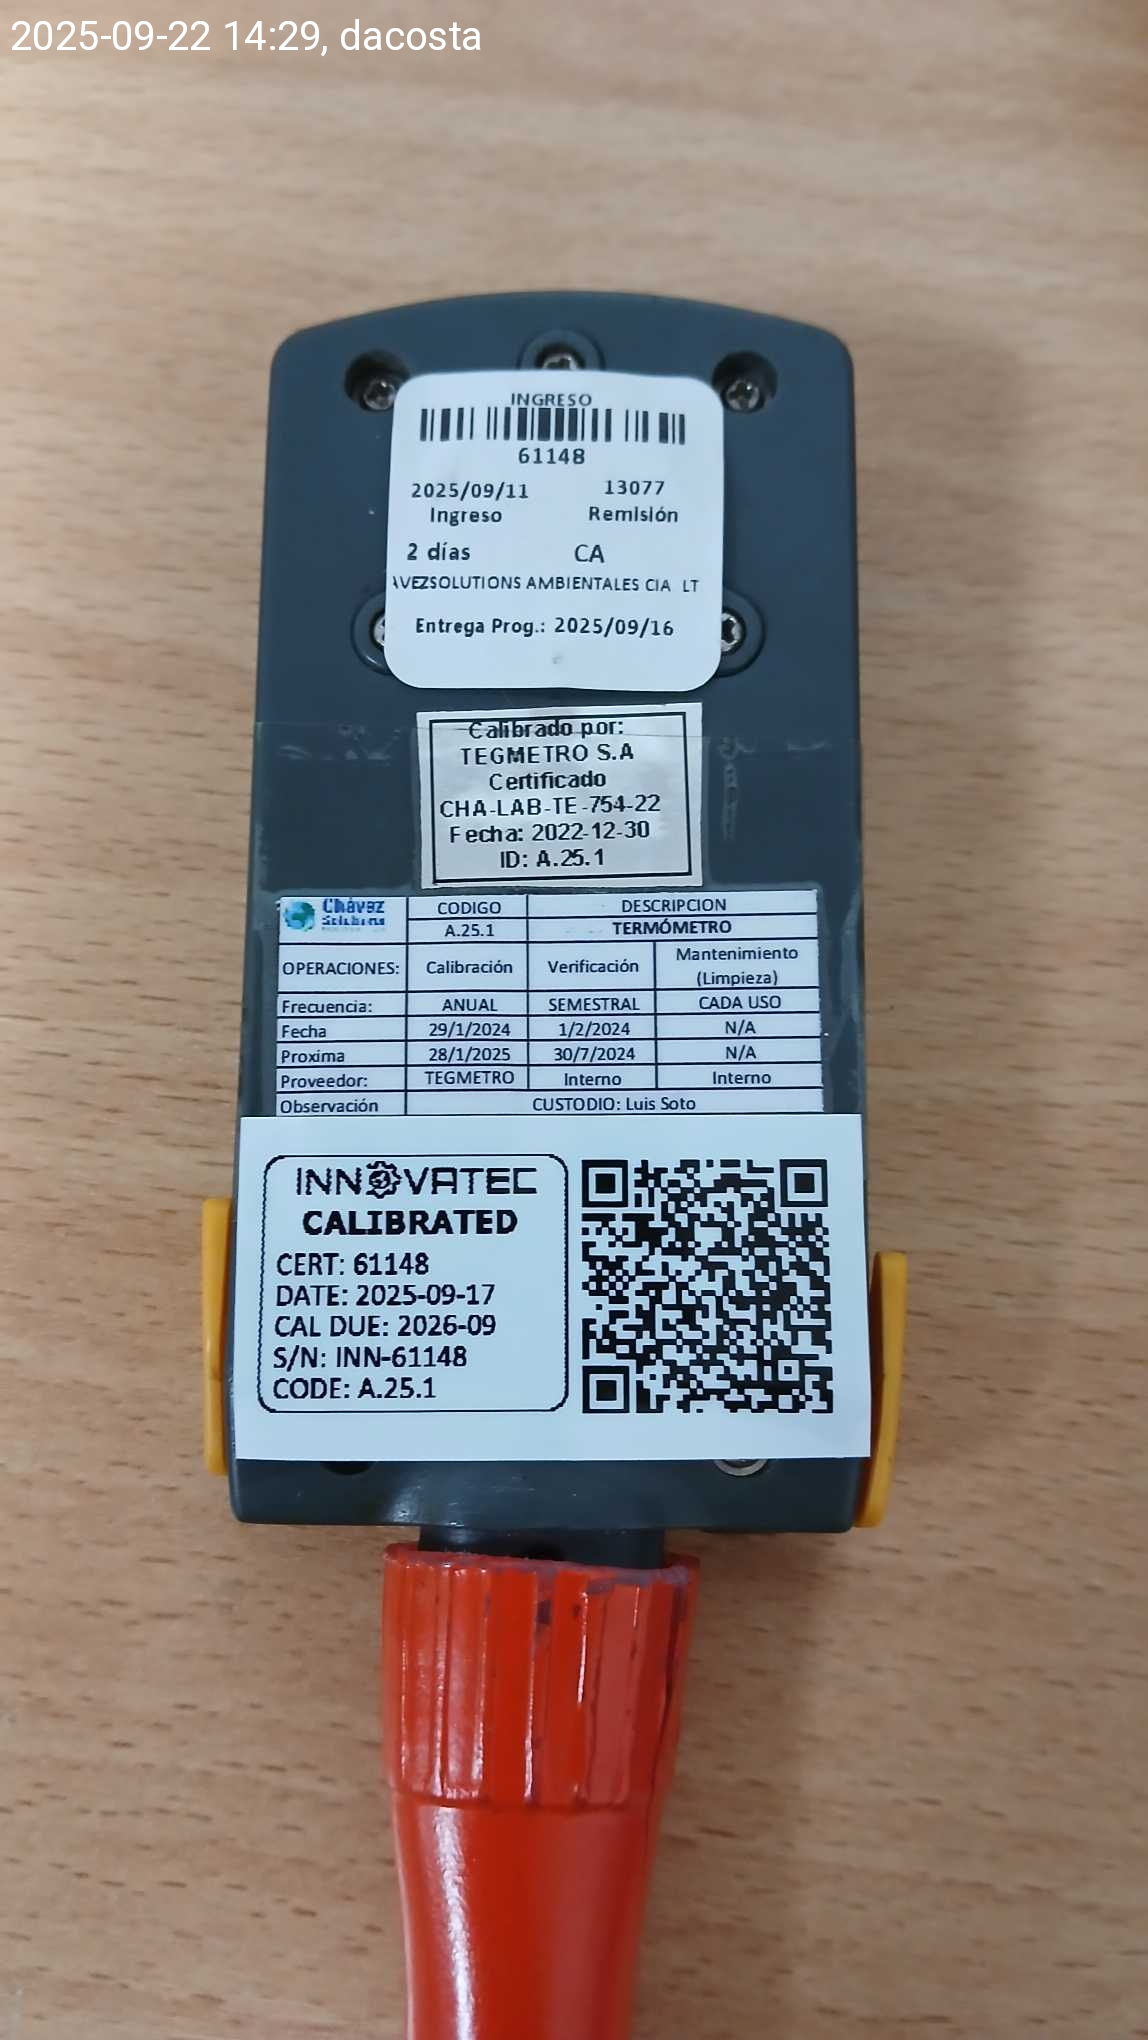 2025-09-22 14:29, dacosta
INGRESO
61148
2025/09/11 13077
Ingreso Remisión
2 días CA
AVEZSOLUTIONS AMBIENTALES CIA LT
Entrega Prog.: 2025/09/16
Calibrado por:
TEGMETRO S.A
Certificado
CHA-LAB-TE-754-22
Fecha: 2022-12-30
ID: A.25.1
Chávez CODIGO DESCRIPCION
Solutions A.25.1 TERMÓMETRO
OPERACIONES: Calibración Verificación Mantenimiento (Limpieza)
Frecuencia: ANUAL SEMESTRAL CADA USO
Fecha 29/1/2024 1/2/2024 N/A
Proxima 28/1/2025 30/7/2024 N/A
Proveedor: TEGMETRO Interno Interno
Observación CUSTODIO: Luis Soto
INNOVATEC
CALIBRATED
CERT: 61148
DATE: 2025-09-17
CAL DUE: 2026-09
S/N: INN-61148
CODE: A.25.1